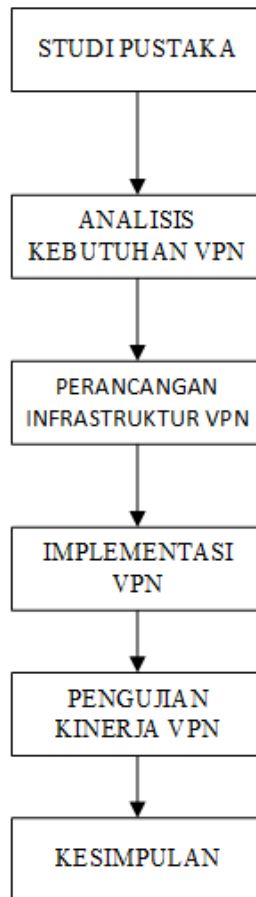 STUDI PUSTAKA
ANALISIS
KEBUTUHAN VPN
PERANCANGAN
INFRASTRUKTUR VPN
IMPLEMENTASI
VPN
PENGUJIAN
KINERJA VPN
KESIMPULAN